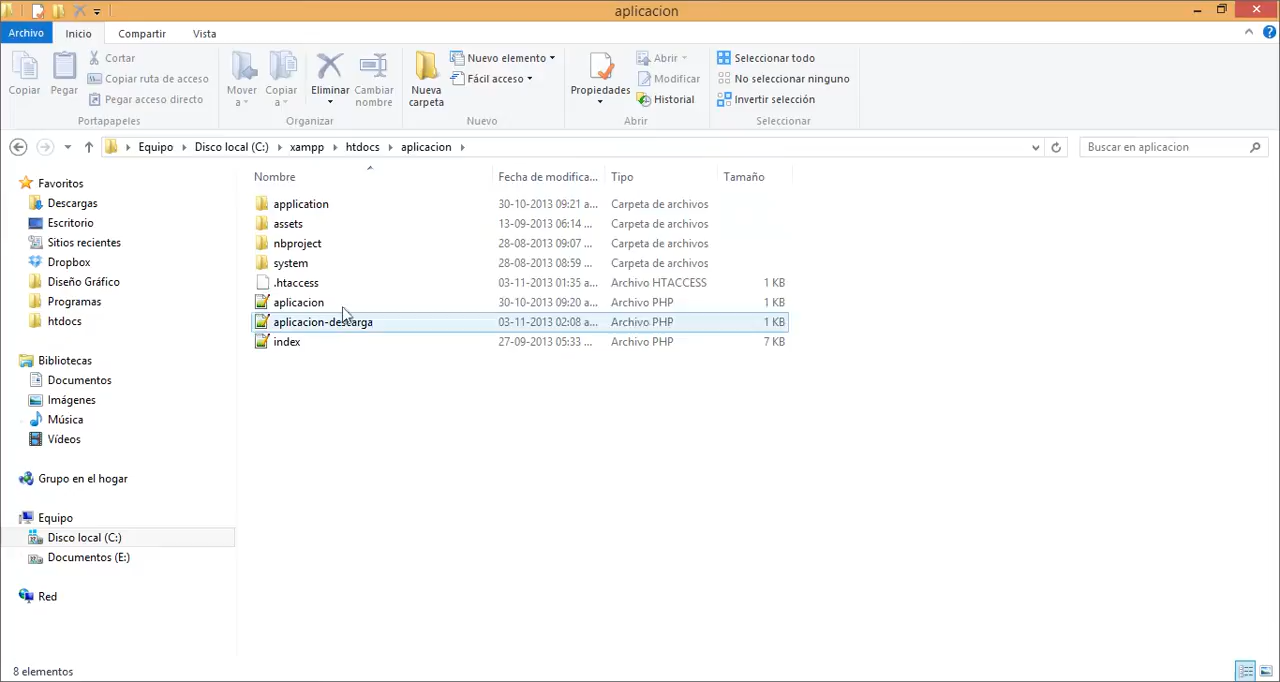 aplicacion
Archivo Inicio Compartir Vista
Copiar
Pegar
Cortar
Copiar ruta de acceso
Pegar acceso directo
Portapapeles
Mover a
Copiar a
Eliminar
Cambiar nombre
Organizar
Nueva carpeta
Nuevo elemento
Fácil acceso
Nuevo
Propiedades
Abrir
Modificar
Historial
Abrir
Seleccionar todo
No seleccionar ninguno
Invertir selección
Seleccionar
Equipo Disco local (C:) xampp htdocs aplicacion
Buscar en aplicacion
Favoritos
Descargas
Escritorio
Sitios recientes
Dropbox
Diseño Gráfico
Programas
htdocs
Bibliotecas
Documentos
Imágenes
Música
Vídeos
Grupo en el hogar
Equipo
Disco local (C:)
Documentos (E:)
Red
Nombre Fecha de modifica... Tipo Tamaño
application 30-10-2013 09:21 a... Carpeta de archivos
assets 13-09-2013 06:14 ... Carpeta de archivos
nbproject 28-08-2013 09:07 ... Carpeta de archivos
system 28-08-2013 08:59 ... Carpeta de archivos
.htaccess 03-11-2013 01:35 a... Archivo HTACCESS 1 KB
aplicacion 30-10-2013 09:20 a... Archivo PHP 1 KB
aplicacion-descarga 03-11-2013 02:08 a... Archivo PHP 1 KB
index 27-09-2013 05:33 ... Archivo PHP 7 KB
8 elementos